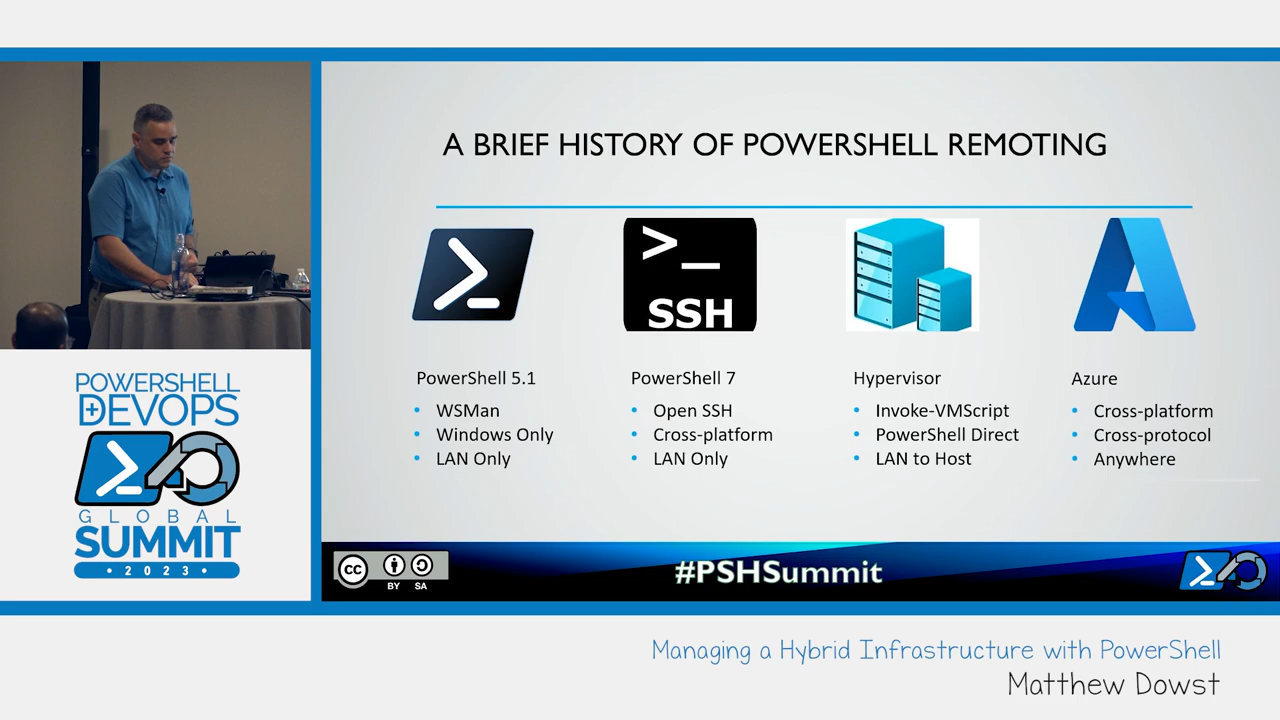 A BRIEF HISTORY OF POWERSHELL REMOTING
>_
SSH
PowerShell 5.1
• WSMan
• Windows Only
• LAN Only
PowerShell 7
• Open SSH
• Cross-platform
• LAN Only
Hypervisor
• Invoke-VMScript
• PowerShell Direct
• LAN to Host
Azure
• Cross-platform
• Cross-protocol
• Anywhere
POWERSHELL
+DEVOPS
GLOBAL
SUMMIT
• 2023 •
cc
BY SA
#PSHSummit
Managing a Hybrid Infrastructure with PowerShell
Matthew Dowst